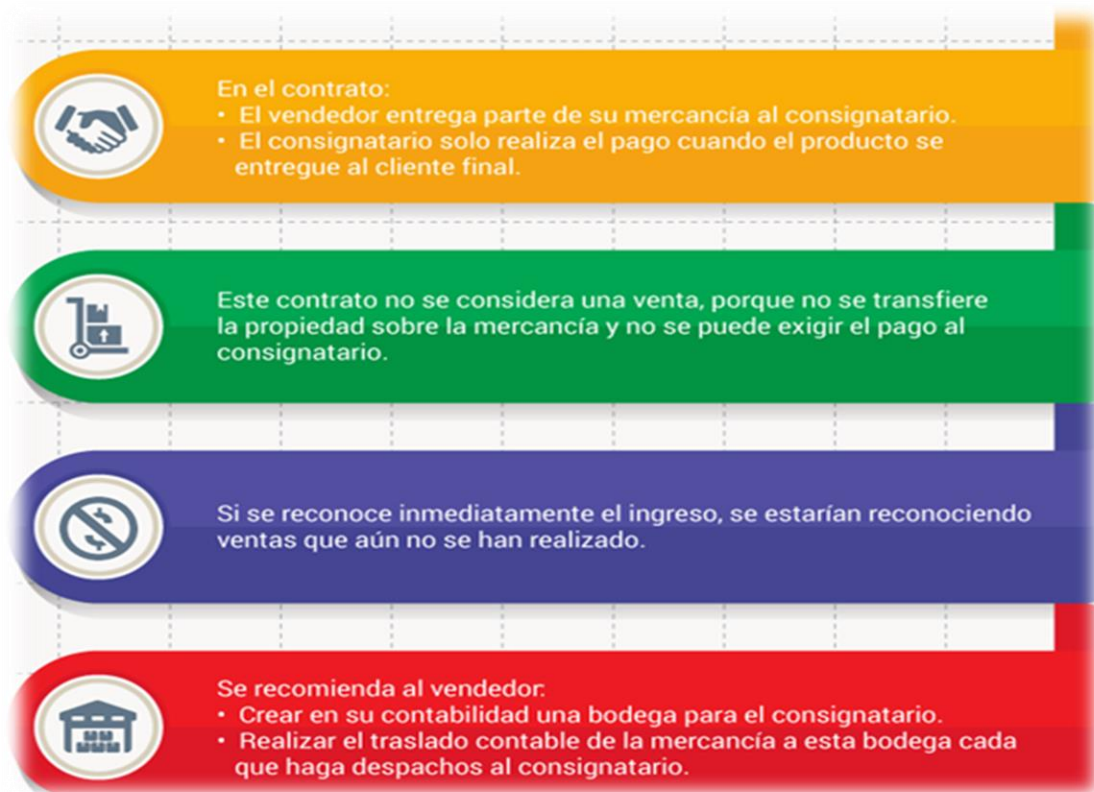 En el contrato:
• El vendedor entrega parte de su mercancía al consignatario.
• El consignatario solo realiza el pago cuando el producto se
entregue al cliente final.
Este contrato no se considera una venta, porque no se transfiere
la propiedad sobre la mercancía y no se puede exigir el pago al
consignatario.
Si se reconoce inmediatamente el ingreso, se estarían reconociendo
ventas que aún no se han realizado.
Se recomienda al vendedor:
• Crear en su contabilidad una bodega para el consignatario.
• Realizar el traslado contable de la mercancía a esta bodega cada
que haga despachos al consignatario.